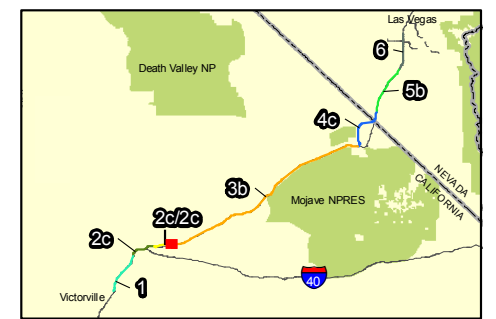 Las Vegas
6
Death Valley NP
5b
4c
NEVADA
CALIFORNIA
3b
Mojave NPRES
2c/2c
2c
40
1
Victorville